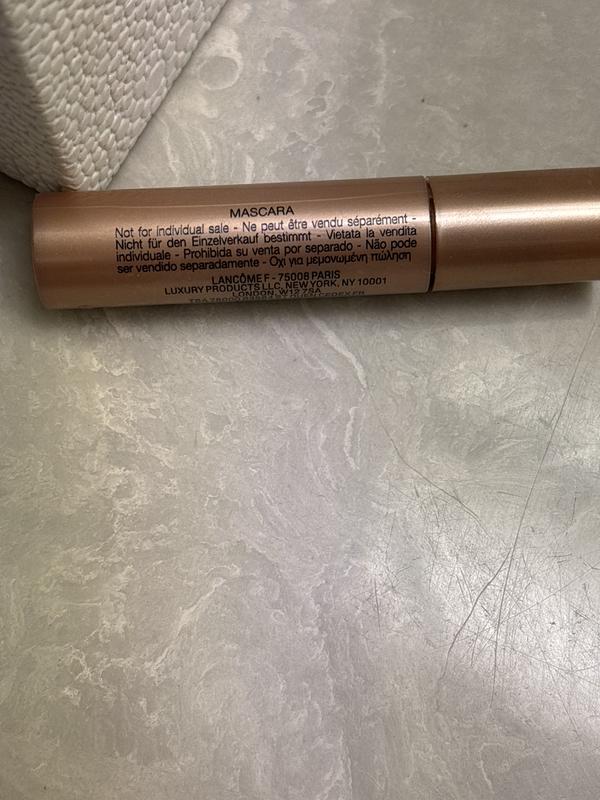 MASCARA
Not for individual sale - Ne peut être vendu séparément -
Nicht für den Einzelverkauf bestimmt - Vietata la vendita
individuale - Prohibida su venta por separado - Não pode
ser vendido separadamente - Οχι για μεμονωμένη πώληση
LANCÔME F - 75008 PARIS
LUXURY PRODUCTS LLC, NEW YORK, NY 10001
LONDON, W12 7SA